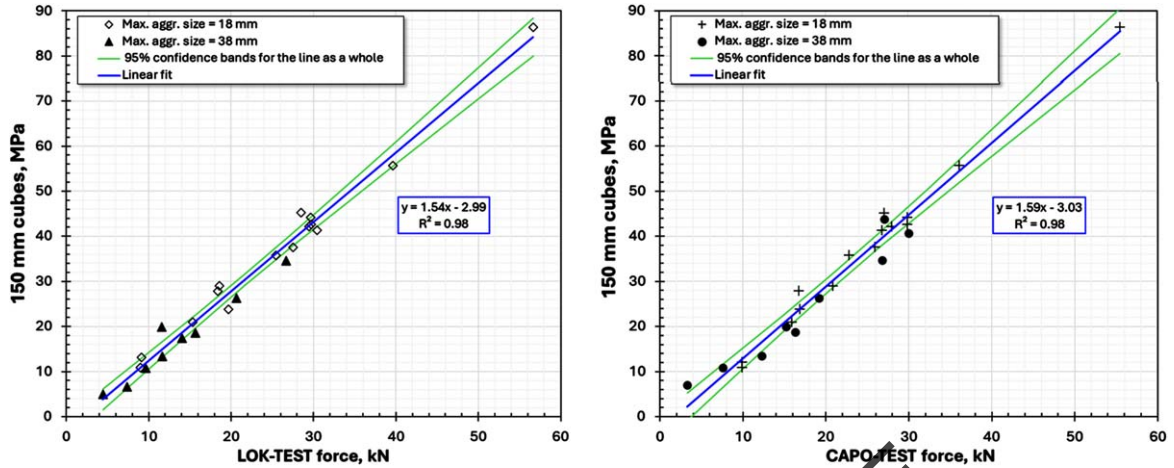 Max. aggr. size = 18 mm
Max. aggr. size = 38 mm
95% confidence bands for the line as a whole
Linear fit
90
80
70
60
50
40
30
20
10
0
150 mm cubes, MPa
y = 1.54x - 2.99
R² = 0.98
0 10 20 30 40 50 60
LOK-TEST force, kN
Max. aggr. size = 18 mm
Max. aggr. size = 38 mm
95% confidence bands for the line as a whole
Linear fit
90
80
70
60
50
40
30
20
10
0
150 mm cubes, MPa
y = 1.59x - 3.03
R² = 0.98
0 10 20 30 40 50 60
CAPO-TEST force, kN